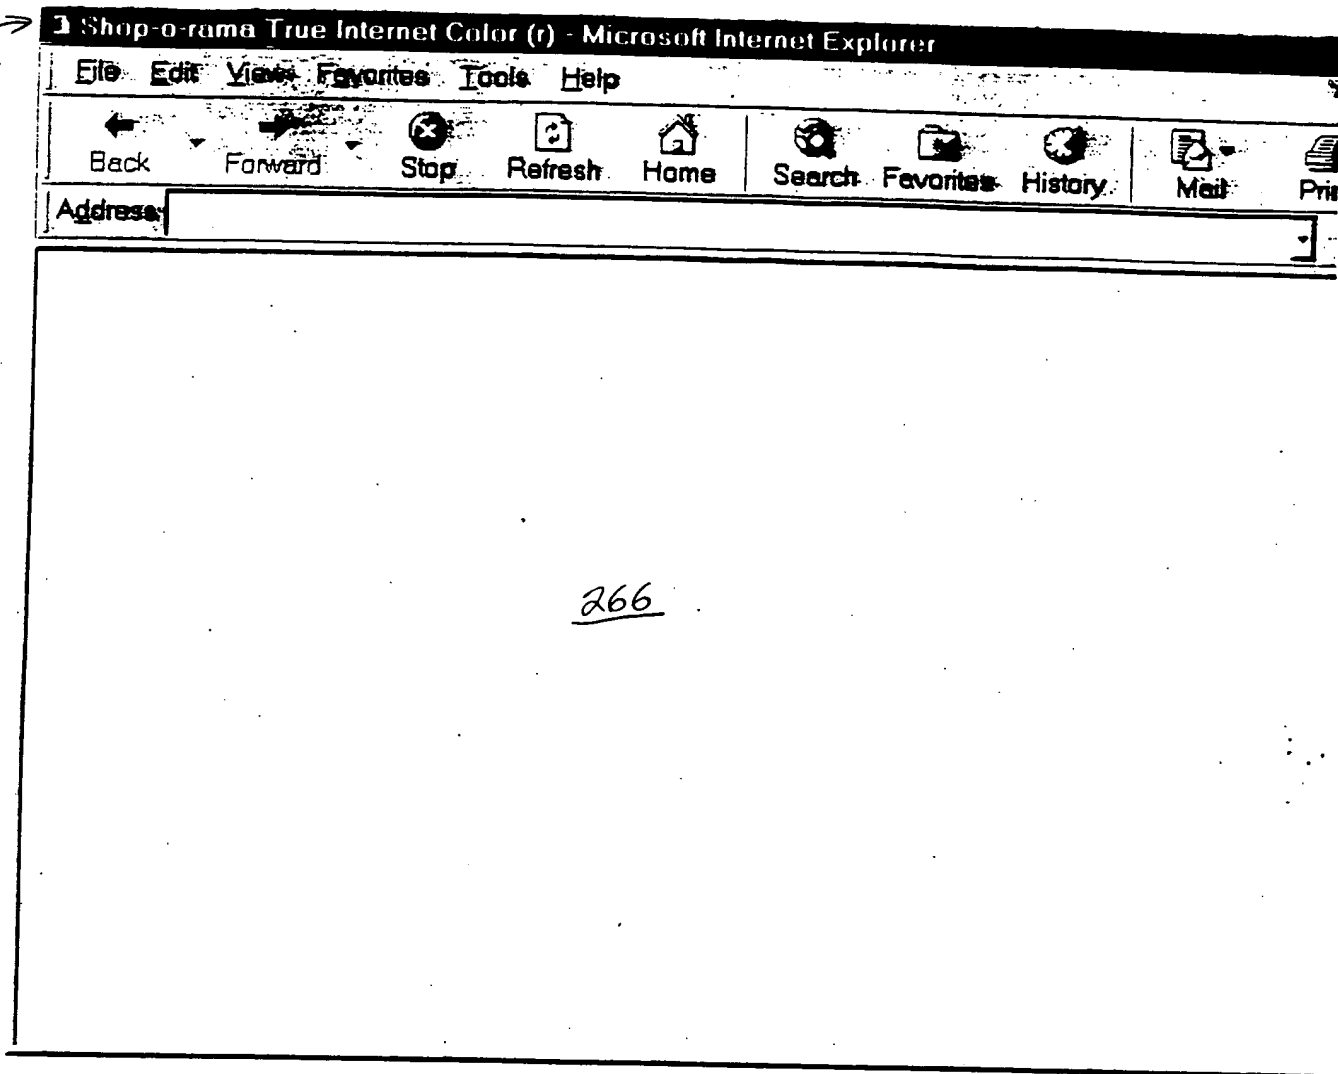 Shop-o-rama True Internet Color (r) - Microsoft Internet Explorer
File Edit View Favorites Tools Help
Back Forward Stop Refresh Home Search Favorites History Mail Prin
Address
266